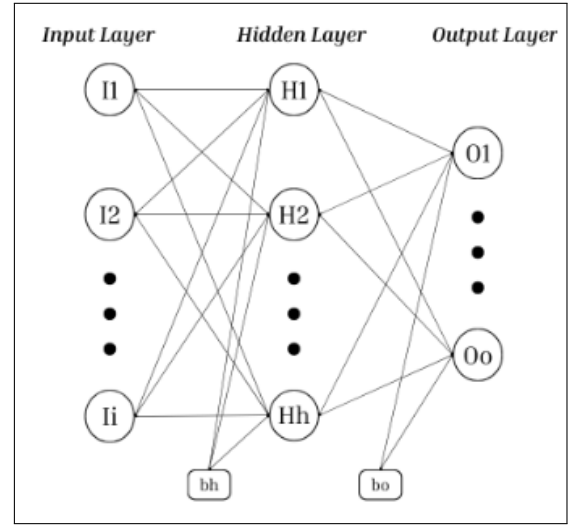 Input Layer Hidden Layer Output Layer
I1 H1
O1
I2 H2
Oo
Ii Hh
bh bo